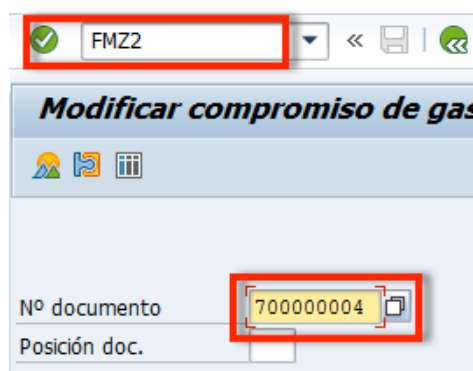 FMZ2
Modificar compromiso de gas
Nº documento 700000004
Posición doc.